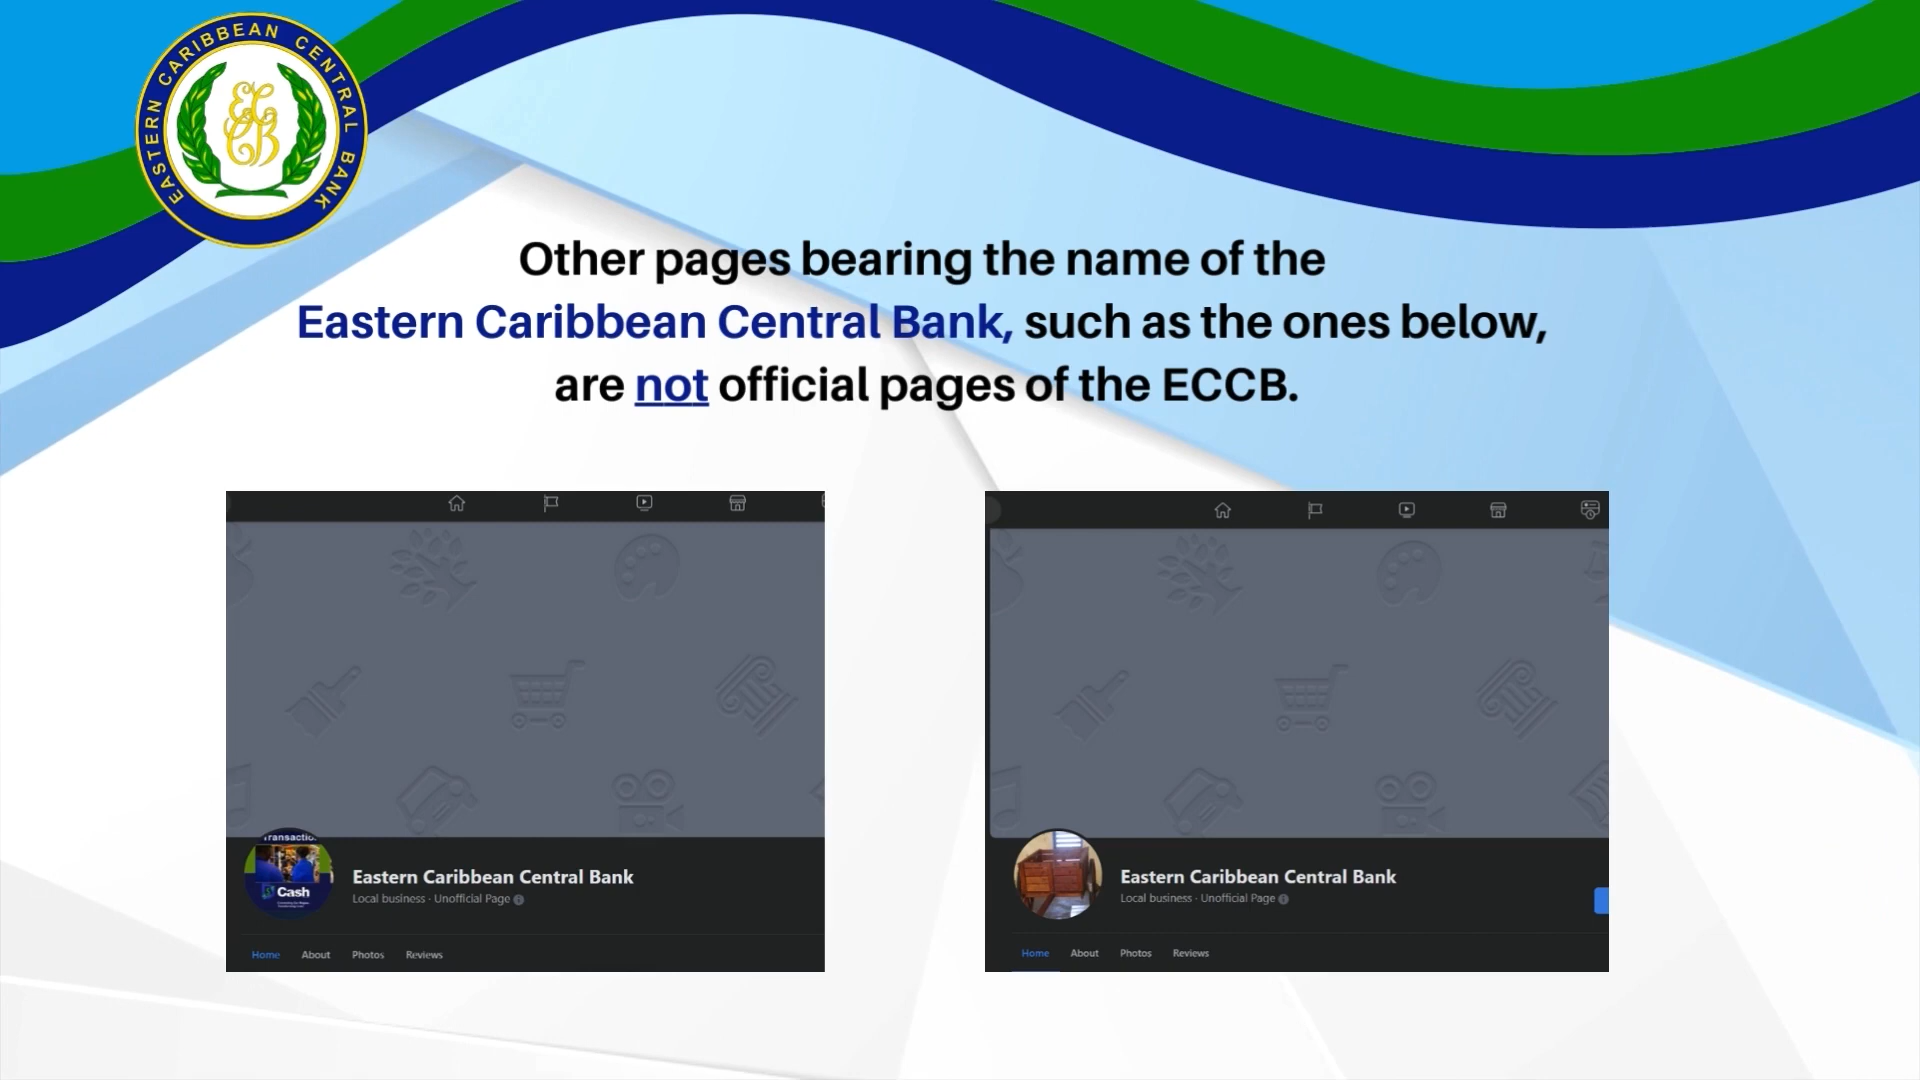 EASTERN CARIBBEAN CENTRAL BANK
ECCB
Other pages bearing the name of the
Eastern Caribbean Central Bank, such as the ones below,
are not official pages of the ECCB.
Transactio
Cash
Eastern Caribbean Central Bank
Local business · Unofficial Page
Home About Photos Reviews
Eastern Caribbean Central Bank
Local business · Unofficial Page
Home About Photos Reviews